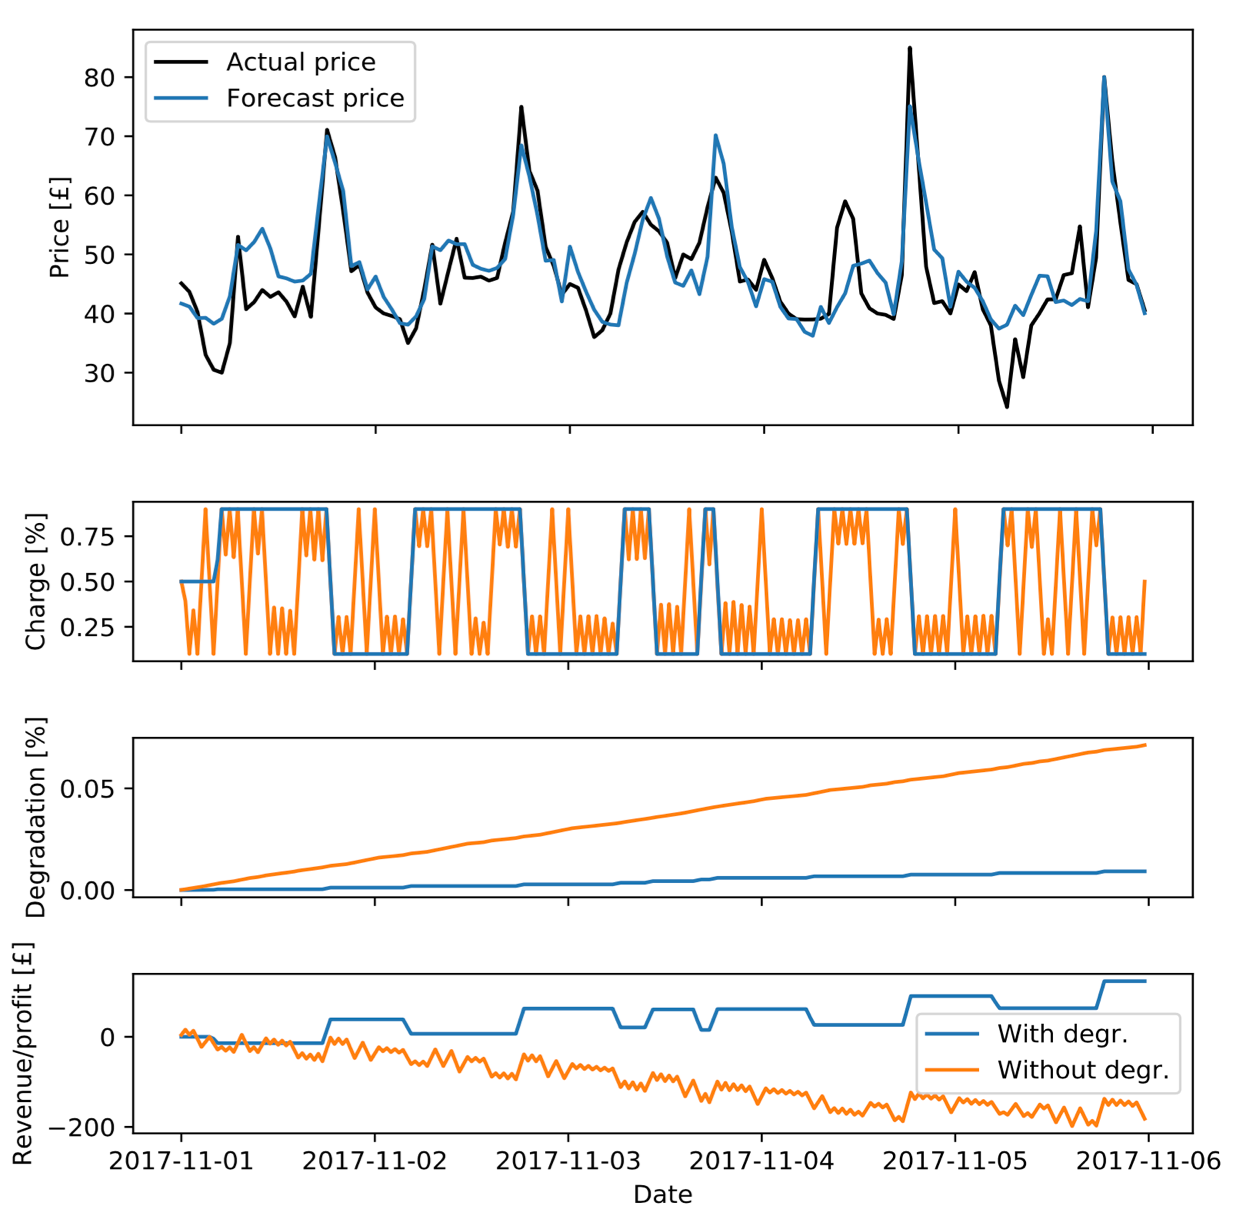 Actual price
Forecast price
80
70
60
50
40
30
Price [£]
0.75
0.50
0.25
Charge [%]
0.05
0.00
Degradation [%]
0
−200
Revenue/profit [£]
With degr.
Without degr.
2017-11-01 2017-11-02 2017-11-03 2017-11-04 2017-11-05 2017-11-06
Date